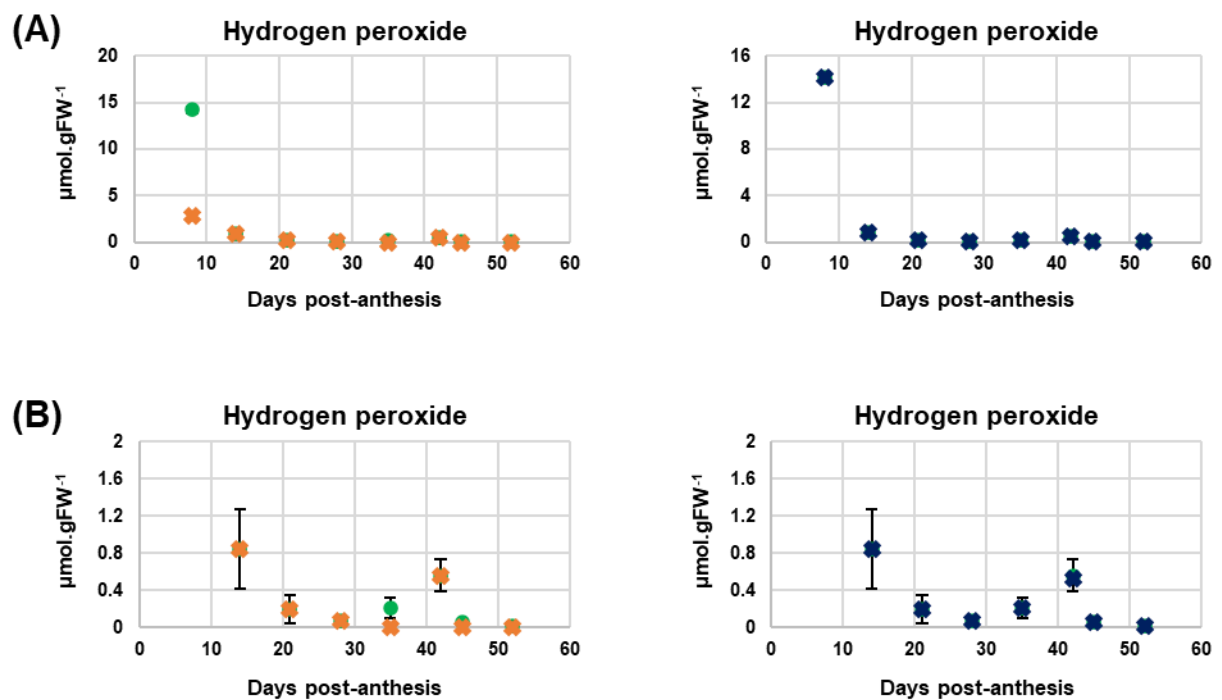 (A)
Hydrogen peroxide
20
15
10
5
0
0 10 20 30 40 50 60
µmol.gFW-1
Days post-anthesis
Hydrogen peroxide
16
12
8
4
0
0 10 20 30 40 50 60
µmol.gFW-1
Days post-anthesis
(B)
Hydrogen peroxide
2
1.6
1.2
0.8
0.4
0
0 10 20 30 40 50 60
µmol.gFW-1
Days post-anthesis
Hydrogen peroxide
2
1.6
1.2
0.8
0.4
0
0 10 20 30 40 50 60
µmol.gFW-1
Days post-anthesis